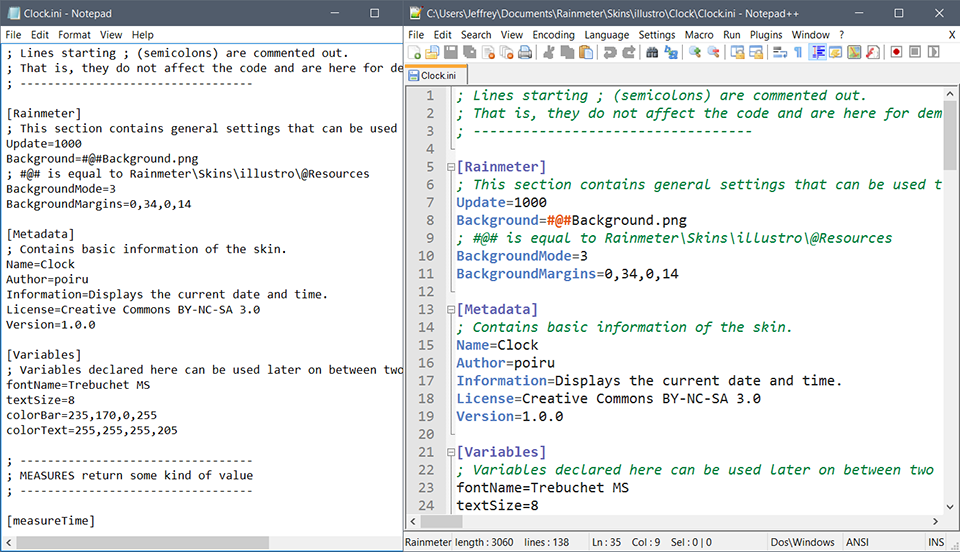 Clock.ini - Notepad
File Edit Format View Help
; Lines starting ; (semicolons) are commented out.
; That is, they do not affect the code and are here for de
; ---------------------------------
[Rainmeter]
; This section contains general settings that can be used
Update=1000
Background=#@#Background.png
; #@# is equal to Rainmeter\Skins\illustro\@Resources
BackgroundMode=3
BackgroundMargins=0,34,0,14
[Metadata]
; Contains basic information of the skin.
Name=Clock
Author=poiru
Information=Displays the current date and time.
License=Creative Commons BY-NC-SA 3.0
Version=1.0.0
[Variables]
; Variables declared here can be used later on between two
fontName=Trebuchet MS
textSize=8
colorBar=235,170,0,255
colorText=255,255,255,205
; ---------------------------------
; MEASURES return some kind of value
; ---------------------------------
[measureTime]
C:\Users\Jeffrey\Documents\Rainmeter\Skins\illustro\Clock\Clock.ini - Notepad++
File Edit Search View Encoding Language Settings Macro Run Plugins Window ? X
Clock.ini
1 ; Lines starting ; (semicolons) are commented out.
2 ; That is, they do not affect the code and are here for dem
3 ; ----------------------------------
4
5 [Rainmeter]
6 ; This section contains general settings that can be used t
7 Update=1000
8 Background=#@#Background.png
9 ; #@# is equal to Rainmeter\Skins\illustro\@Resources
10 BackgroundMode=3
11 BackgroundMargins=0,34,0,14
12
13 [Metadata]
14 ; Contains basic information of the skin.
15 Name=Clock
16 Author=poiru
17 Information=Displays the current date and time.
18 License=Creative Commons BY-NC-SA 3.0
19 Version=1.0.0
20
21 [Variables]
22 ; Variables declared here can be used later on between two
23 fontName=Trebuchet MS
24 textSize=8
Rainmeter length : 3060 lines : 138 Ln : 35 Col : 9 Sel : 0 | 0 Dos\Windows ANSI INS